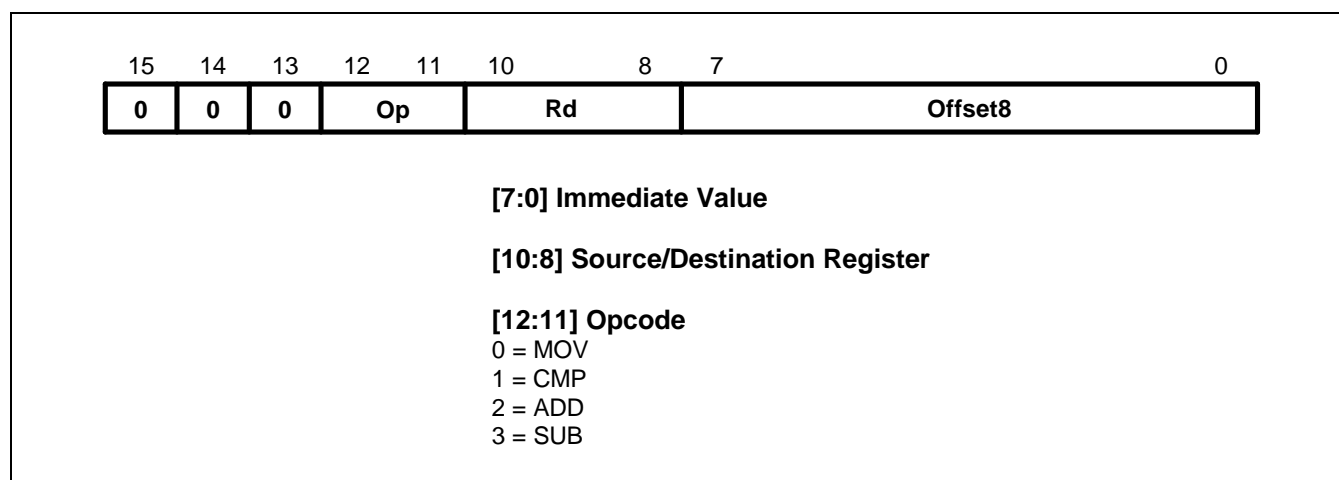 15 14 13 12 11 10 8 7 0
0 0 0 Op Rd Offset8
[7:0] Immediate Value
[10:8] Source/Destination Register
[12:11] Opcode
0 = MOV
1 = CMP
2 = ADD
3 = SUB